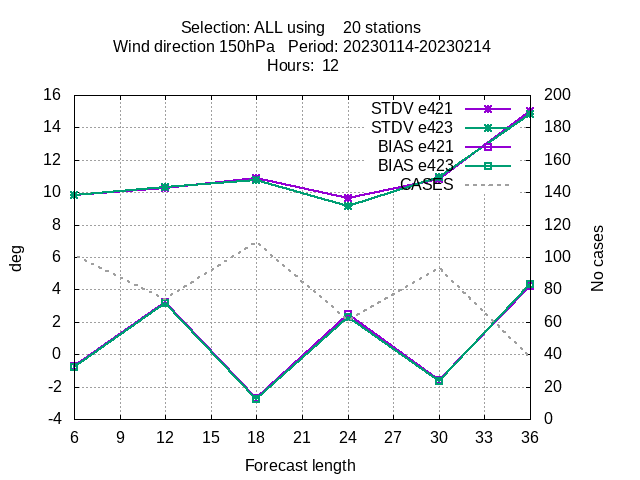 Selection: ALL using 20 stations
Wind direction 150hPa Period: 20230114-20230214
Hours: 12
16 200
STDV e421
14 180
STDV e423
12 160
BIAS e421
BIAS e423
10 140
CASES
8 120
6 100
deg
No cases
4 80
2 60
0 40
-2 20
-4 0
6 9 12 15 18 21 24 27 30 33 36
Forecast length